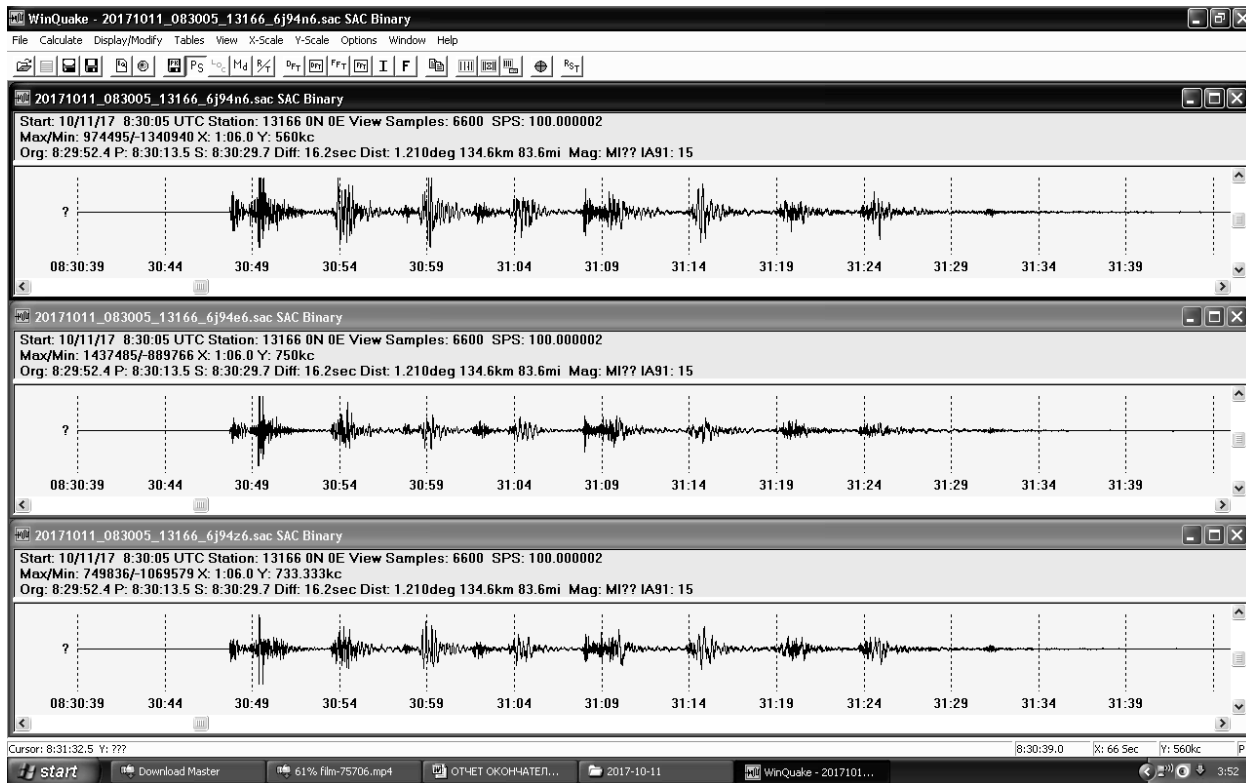 WinQuake - 20171011_083005_13166_6j94n6.sac SAC Binary
File Calculate Display/Modify Tables View X-Scale Y-Scale Options Window Help
20171011_083005_13166_6j94n6.sac SAC Binary
Start: 10/11/17 8:30:05 UTC Station: 13166 0N 0E View Samples: 6600 SPS: 100.000002
Max/Min: 974495/-1340940 X: 1:06.0 Y: 560kc
Org: 8:29:52.4 P: 8:30:13.5 S: 8:30:29.7 Diff: 16.2sec Dist: 1.210deg 134.6km 83.6mi Mag: Ml?? IA91: 15
?
08:30:39 30:44 30:49 30:54 30:59 31:04 31:09 31:14 31:19 31:24 31:29 31:34 31:39
20171011_083005_13166_6j94e6.sac SAC Binary
Start: 10/11/17 8:30:05 UTC Station: 13166 0N 0E View Samples: 6600 SPS: 100.000002
Max/Min: 1437485/-889766 X: 1:06.0 Y: 750kc
Org: 8:29:52.4 P: 8:30:13.5 S: 8:30:29.7 Diff: 16.2sec Dist: 1.210deg 134.6km 83.6mi Mag: Ml?? IA91: 15
?
08:30:39 30:44 30:49 30:54 30:59 31:04 31:09 31:14 31:19 31:24 31:29 31:34 31:39
20171011_083005_13166_6j94z6.sac SAC Binary
Start: 10/11/17 8:30:05 UTC Station: 13166 0N 0E View Samples: 6600 SPS: 100.000002
Max/Min: 749836/-1069579 X: 1:06.0 Y: 733.333kc
Org: 8:29:52.4 P: 8:30:13.5 S: 8:30:29.7 Diff: 16.2sec Dist: 1.210deg 134.6km 83.6mi Mag: Ml?? IA91: 15
?
08:30:39 30:44 30:49 30:54 30:59 31:04 31:09 31:14 31:19 31:24 31:29 31:34 31:39
Cursor: 8:31:32.5 Y: ??? 8:30:39.0 X: 66 Sec Y: 560kc P
start Download Master 61% film-75706.mp4 ОТЧЕТ ОКОНЧАТЕЛ... 2017-10-11 WinQuake - 2017101... 3:52